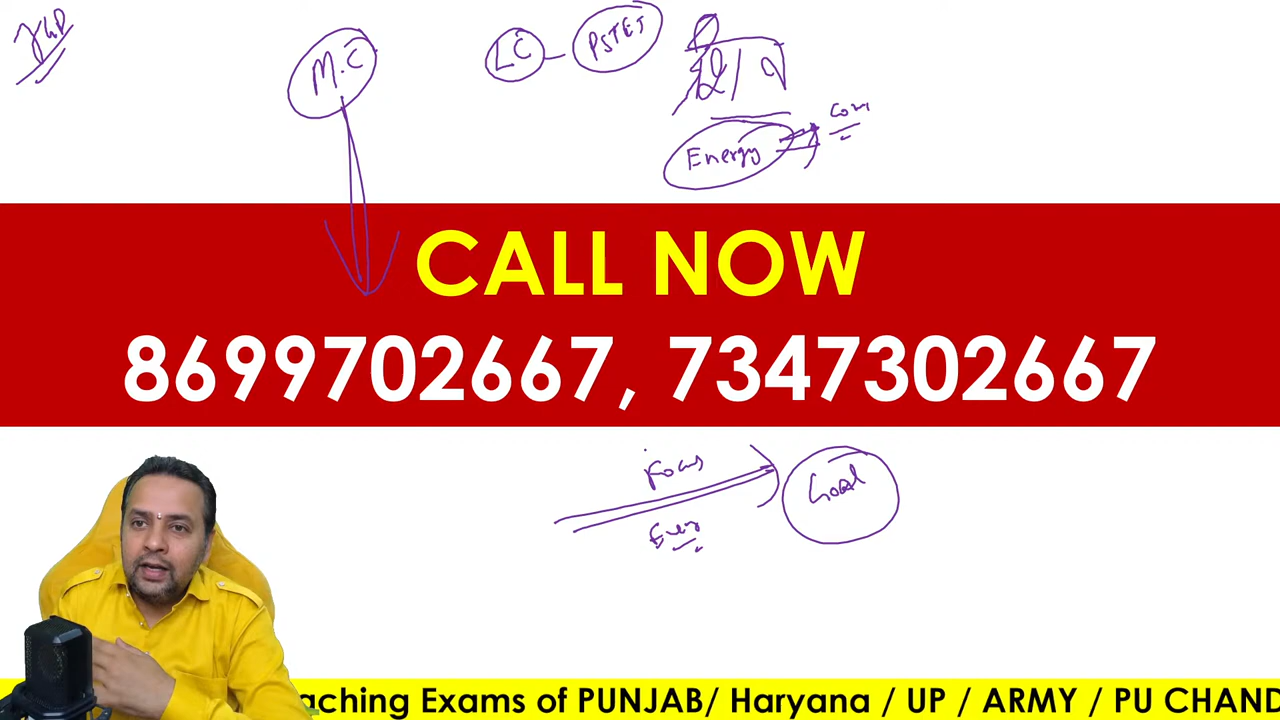 M.C
LC – PSTET
Energy
CALL NOW
8699702667, 7347302667
Focus
Goal
aching Exams of PUNJAB/ Haryana / UP / ARMY / PU CHAND